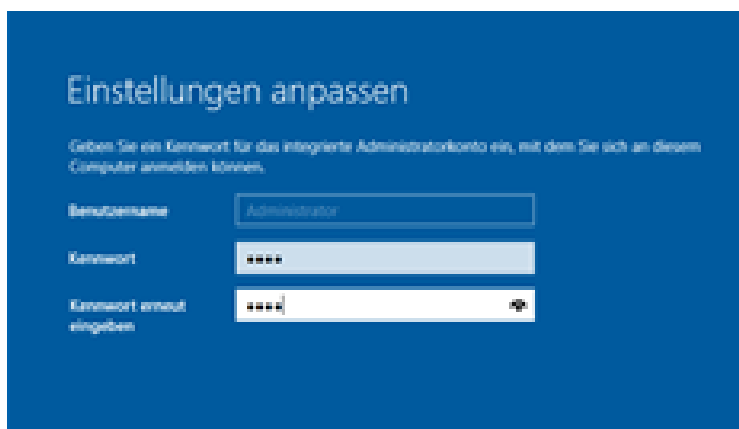 Einstellungen anpassen
Geben Sie ein Kennwort für das integrierte Administratorkonto ein, mit dem Sie sich an diesem
Computer anmelden können.
Benutzername
Administrator
Kennwort
••••
Kennwort erneut
eingeben
••••